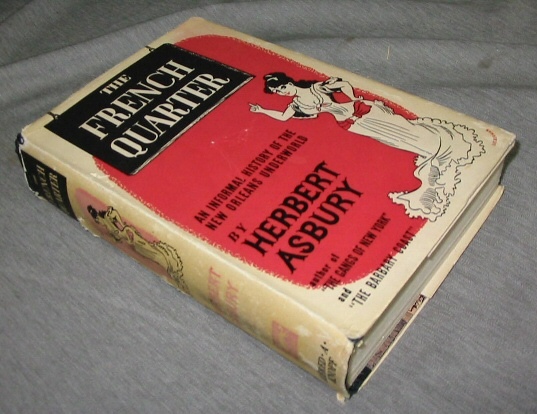 THE
FRENCH
QUARTER
AN INFORMAL HISTORY OF THE
NEW ORLEANS UNDERWORLD
BY
HERBERT
ASBURY
author of
"THE GANGS OF NEW YORK"
and
"THE BARBARY COAST"